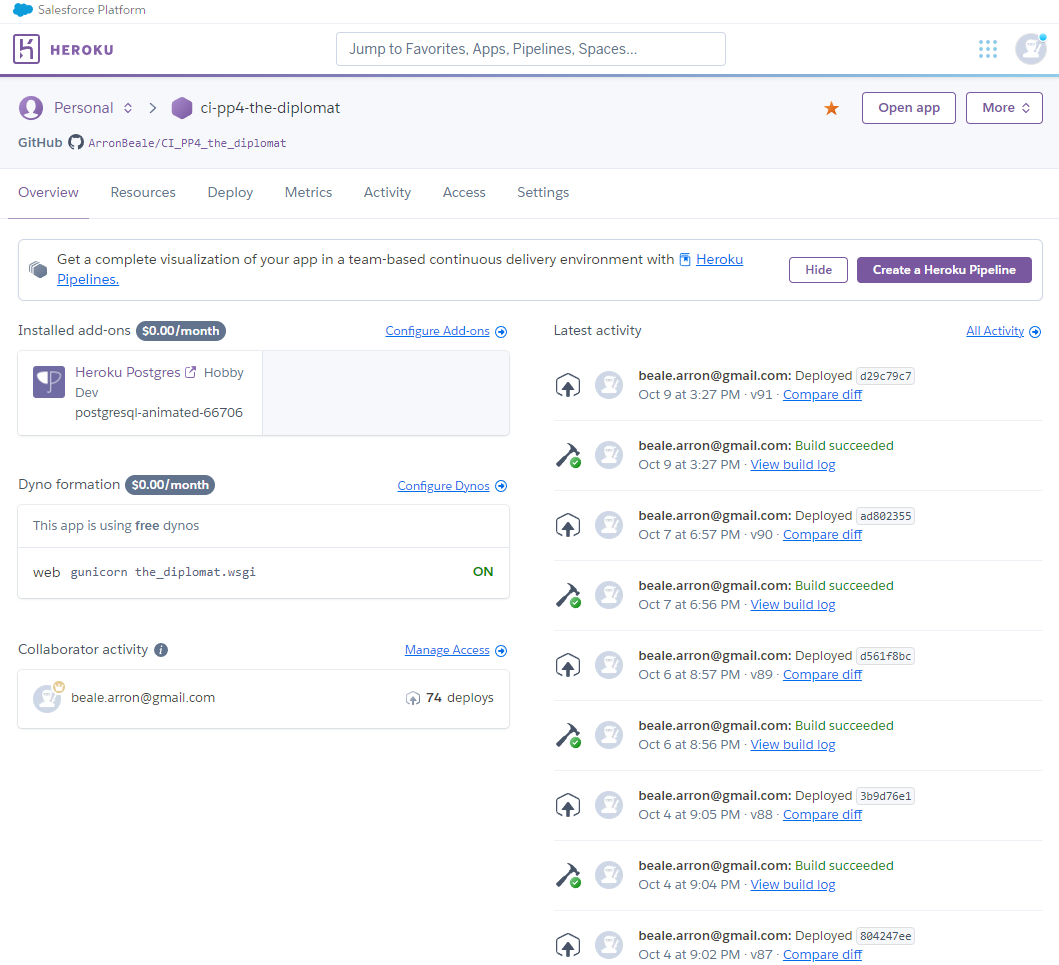 Salesforce Platform
HEROKU
Jump to Favorites, Apps, Pipelines, Spaces...
Personal
ci-pp4-the-diplomat
Open app
More
GitHub ArronBeale/CI_PP4_the_diplomat
Overview
Resources
Deploy
Metrics
Activity
Access
Settings
Get a complete visualization of your app in a team-based continuous delivery environment with Heroku
Pipelines.
Hide
Create a Heroku Pipeline
Installed add-ons $0.00/month
Configure Add-ons
Heroku Postgres Hobby
Dev
postgresql-animated-66706
Dyno formation $0.00/month
Configure Dynos
This app is using free dynos
web gunicorn the_diplomat.wsgi ON
Collaborator activity
Manage Access
beale.arron@gmail.com
74 deploys
Latest activity
All Activity
beale.arron@gmail.com: Deployed d29c79c7
Oct 9 at 3:27 PM · v91 · Compare diff
beale.arron@gmail.com: Build succeeded
Oct 9 at 3:27 PM · View build log
beale.arron@gmail.com: Deployed ad802355
Oct 7 at 6:57 PM · v90 · Compare diff
beale.arron@gmail.com: Build succeeded
Oct 7 at 6:56 PM · View build log
beale.arron@gmail.com: Deployed d561f8bc
Oct 6 at 8:57 PM · v89 · Compare diff
beale.arron@gmail.com: Build succeeded
Oct 6 at 8:56 PM · View build log
beale.arron@gmail.com: Deployed 3b9d76e1
Oct 4 at 9:05 PM · v88 · Compare diff
beale.arron@gmail.com: Build succeeded
Oct 4 at 9:04 PM · View build log
beale.arron@gmail.com: Deployed 804247ee
Oct 4 at 9:02 PM · v87 · Compare diff